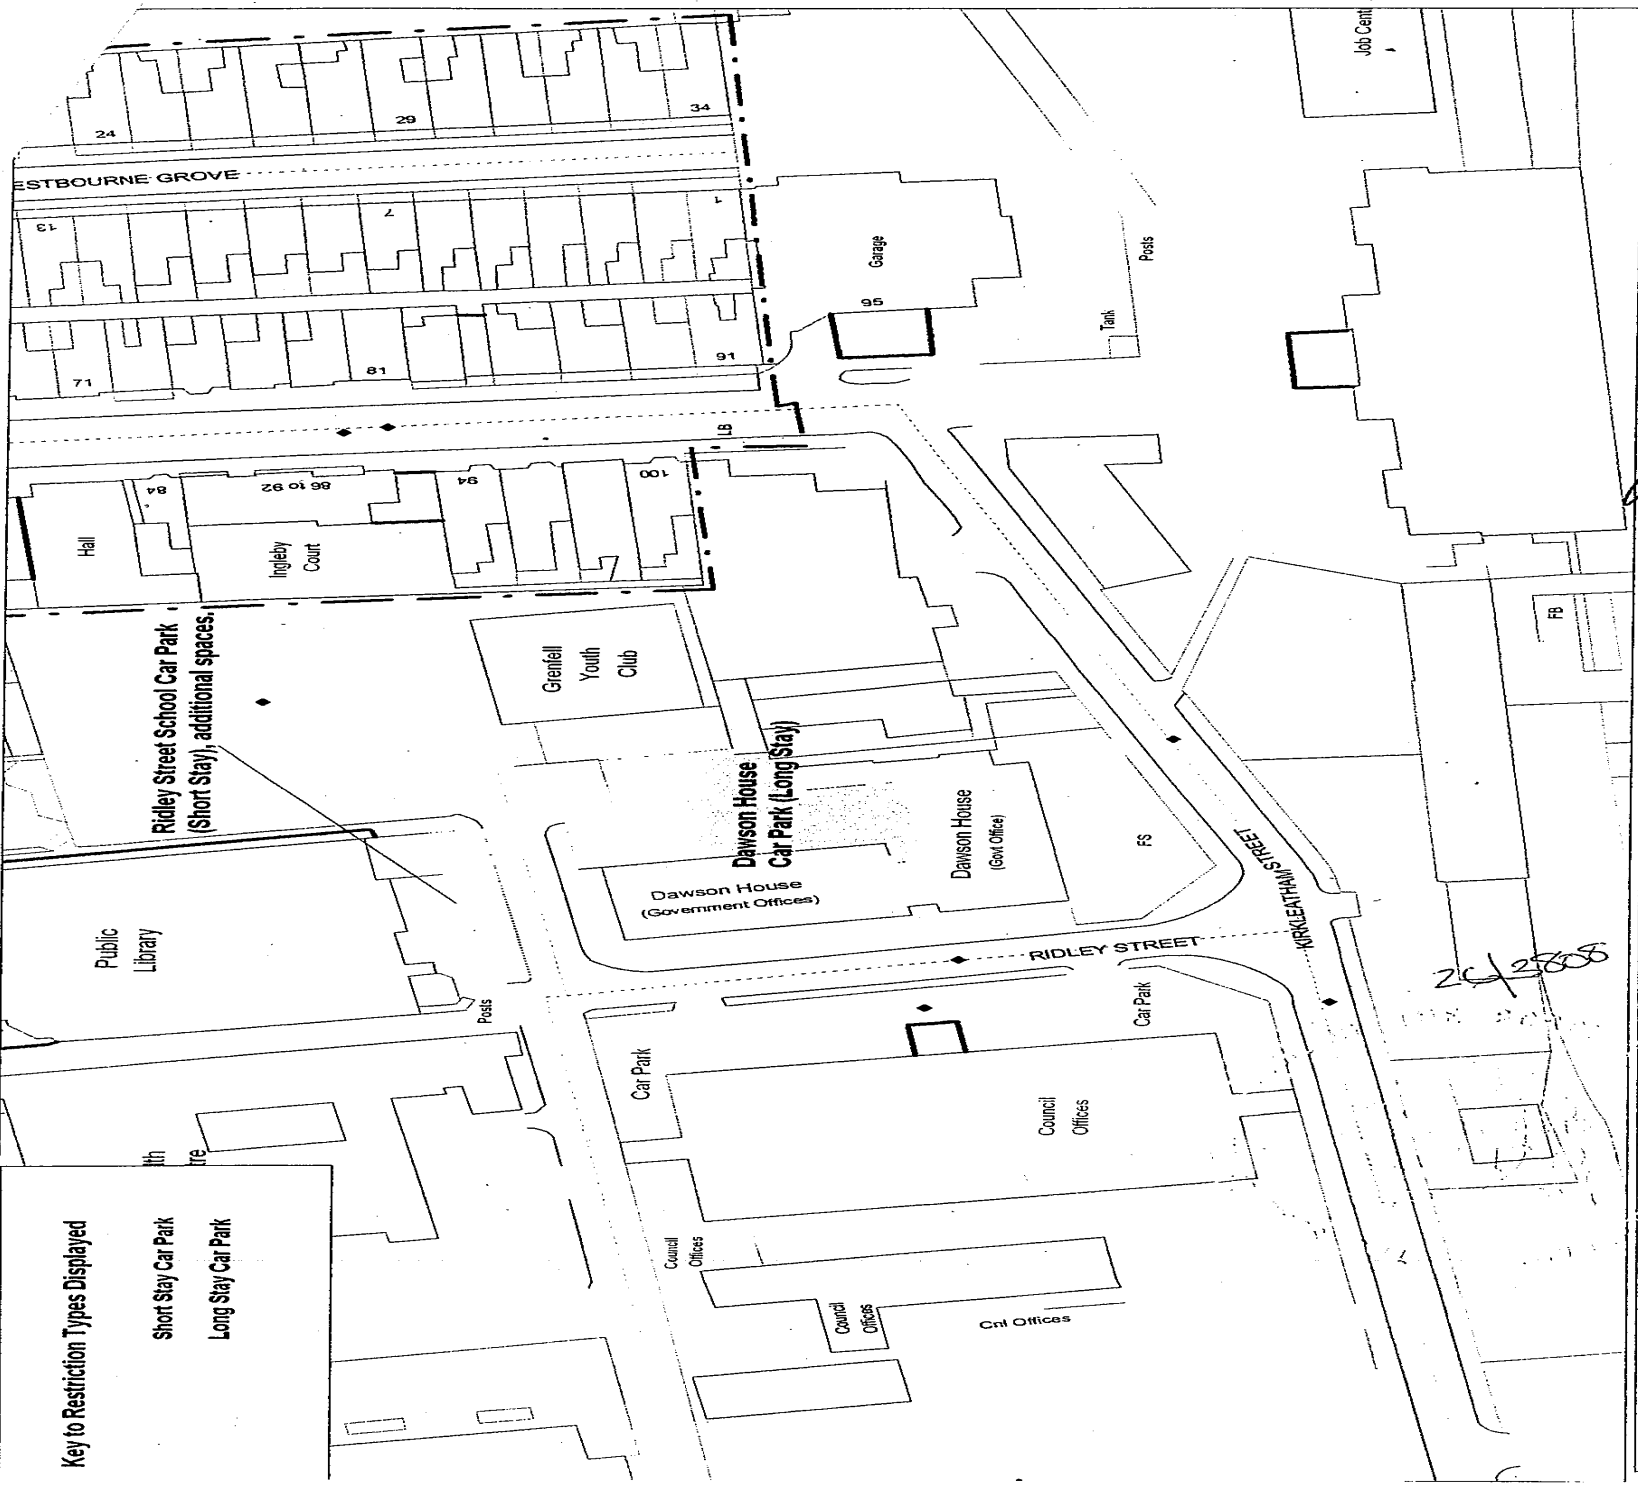 ESTBOURNE GROVE
24
29
34
13
7
1
71
81
91
Garage
95
Tank
Posts
Job Cent
LB
Hall
84
86 to 92
94
100
Ingleby
Court
Ridley Street School Car Park
(Short Stay), additional spaces.
Grenfell
Youth
Club
Dawson House
Car Park (Long Stay)
Dawson House
(Government Offices)
Dawson House
(Govt Office)
FS
FB
Public
Library
Posts
RIDLEY STREET
KIRKLEATHAM STREET
Car Park
Car Park
Council
Offices
Council
Offices
Council
Offices
Cnl Offices
lth
tre
Key to Restriction Types Displayed
Short Stay Car Park
Long Stay Car Park